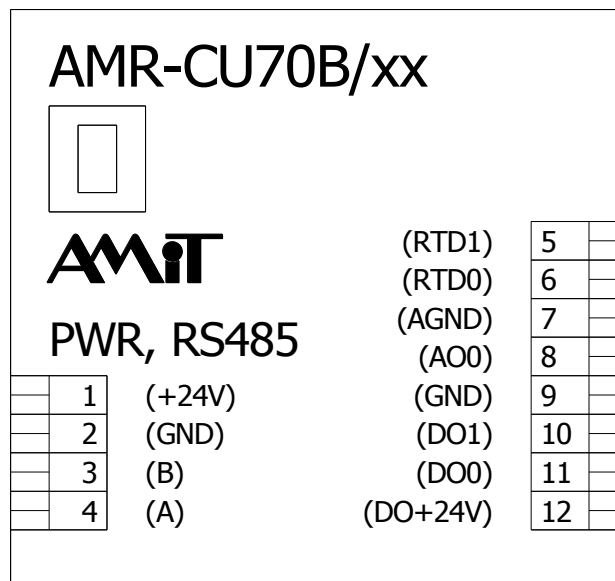 AMR-CU70B/xx
AMiT
PWR, RS485
1 (+24V)
2 (GND)
3 (B)
4 (A)
(RTD1) 5
(RTD0) 6
(AGND) 7
(AO0) 8
(GND) 9
(DO1) 10
(DO0) 11
(DO+24V) 12